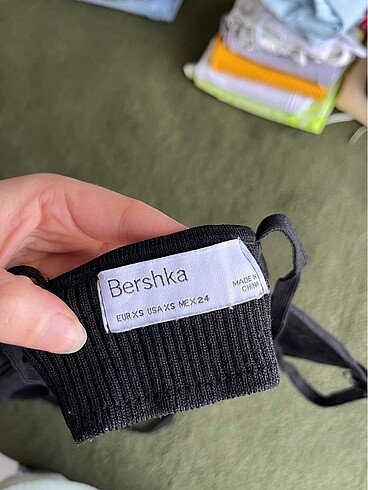 Bershka
EUR XS USA XS MEX 24
MADE IN
CHINA